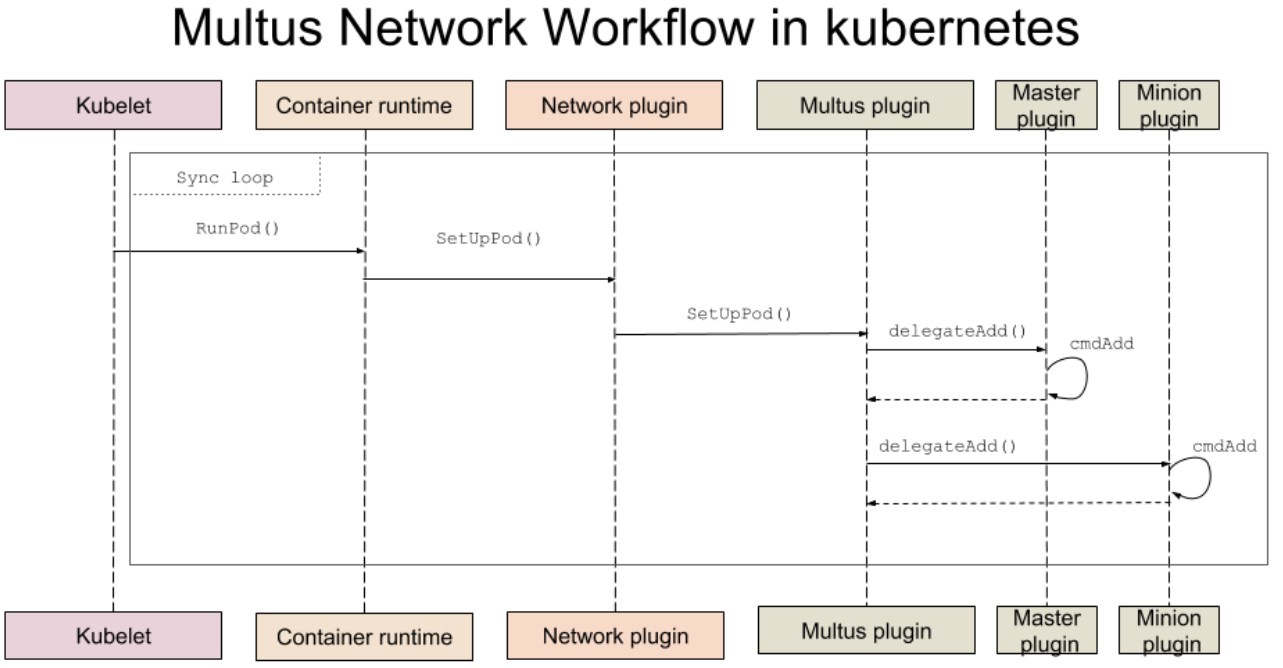 Multus Network Workflow in kubernetes
Kubelet
Container runtime
Network plugin
Multus plugin
Master
plugin
Minion
plugin
Sync loop
RunPod()
SetUpPod()
SetUpPod()
delegateAdd()
cmdAdd
delegateAdd()
cmdAdd
Kubelet
Container runtime
Network plugin
Multus plugin
Master
plugin
Minion
plugin